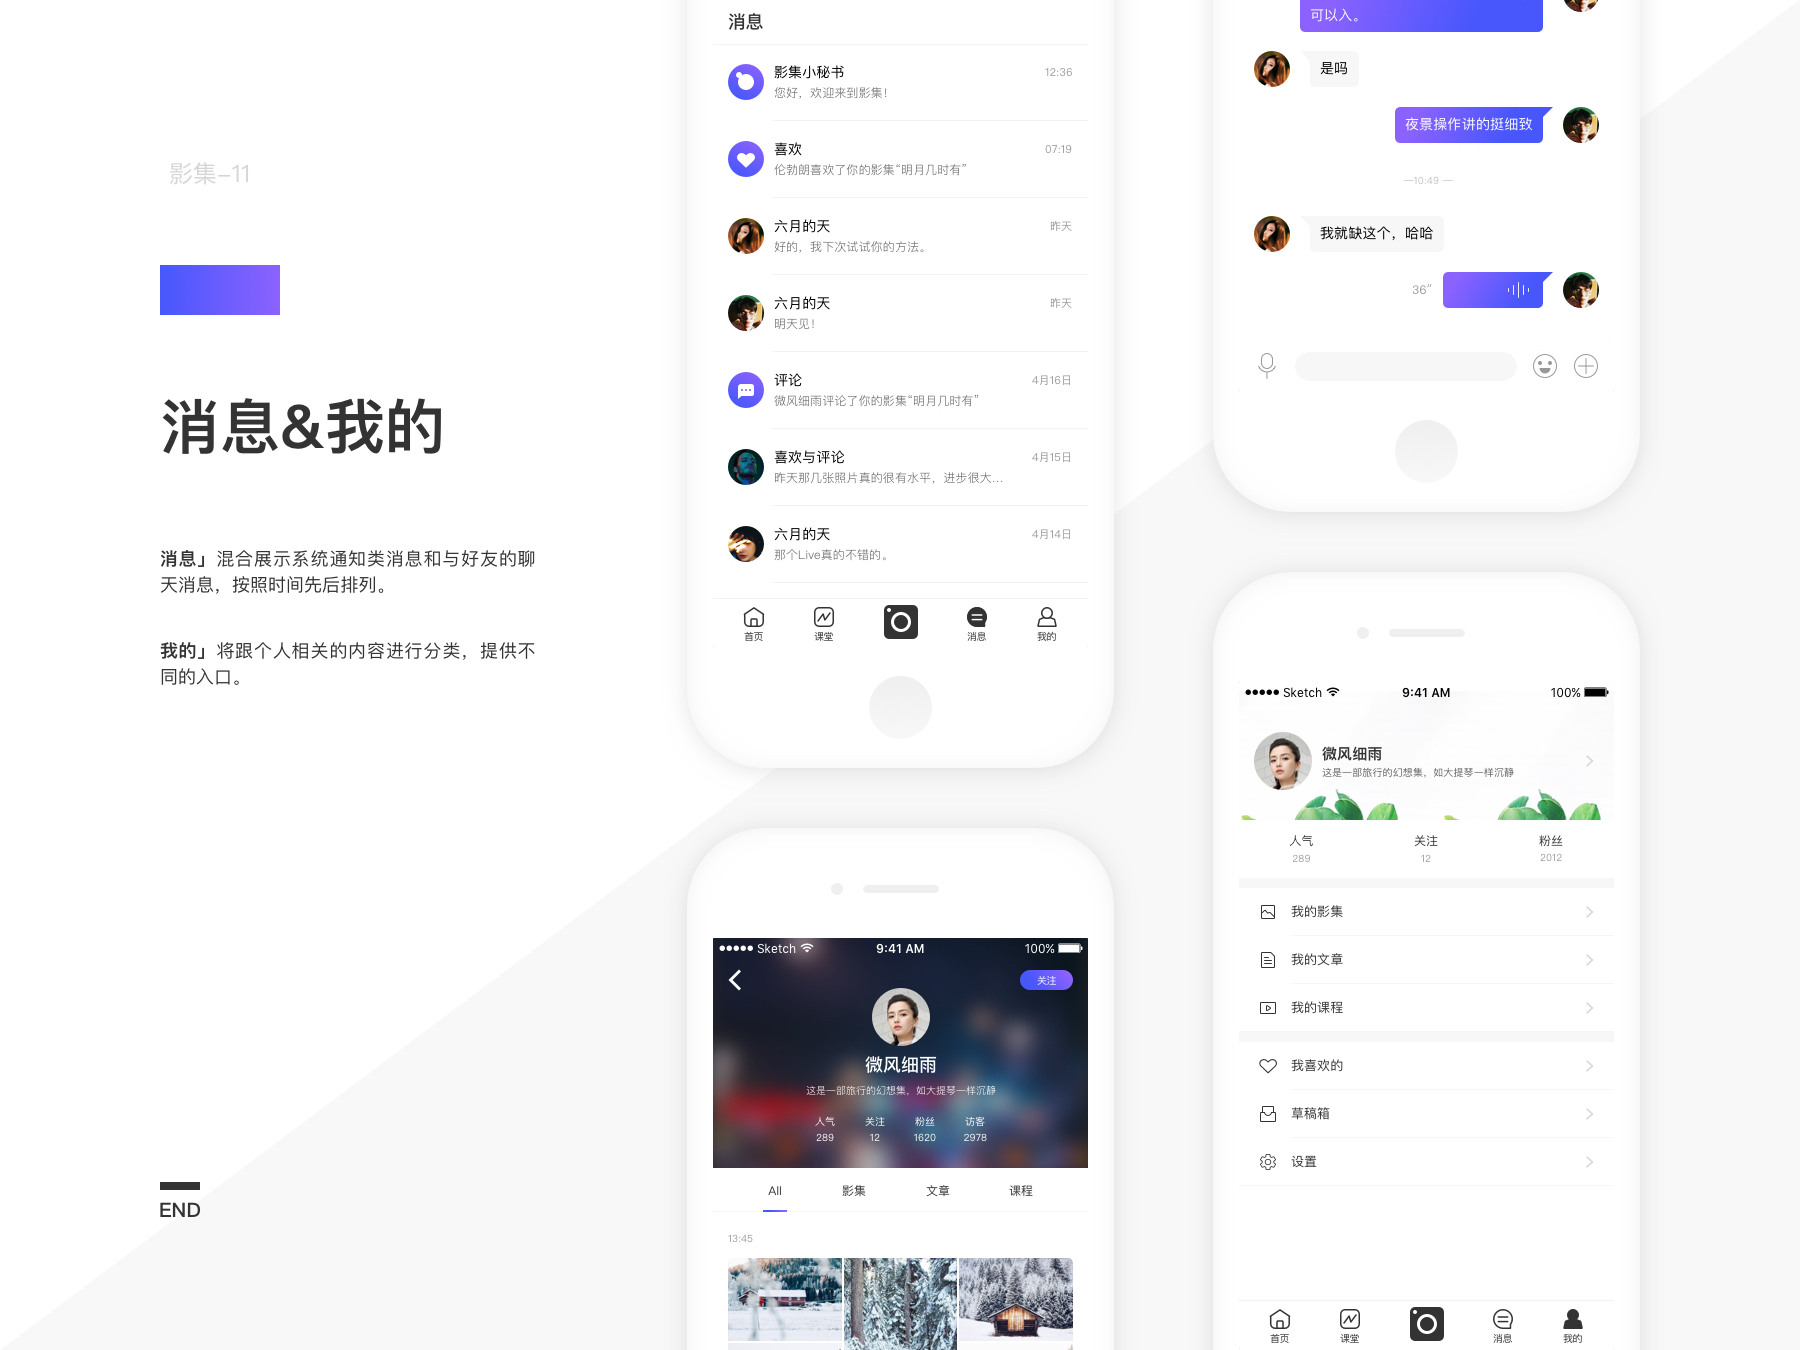 影集-11
消息&我的
消息」混合展示系统通知类消息和与好友的聊
天消息，按照时间先后排列。
我的」将跟个人相关的内容进行分类，提供不
同的入口。
END
消息
影集小秘书
12:36
您好，欢迎来到影集！
喜欢
07:19
伦勃朗喜欢了你的影集“明月几时有”
六月的天
昨天
好的，我下次试试你的方法。
六月的天
昨天
明天见！
评论
4月16日
微风细雨评论了你的影集“明月几时有”
喜欢与评论
4月15日
昨天那几张照片真的很有水平，进步很大...
六月的天
4月14日
那个Live真的不错的。
首页
课堂
消息
我的
Sketch
9:41 AM
100%
关注
微风细雨
这是一部旅行的幻想集，如大提琴一样沉静
人气
关注
粉丝
访客
289
12
1620
2978
All
影集
文章
课程
13:45
可以入。
是吗
夜景操作讲的挺细致
—10:49 —
我就缺这个，哈哈
36″
Sketch
9:41 AM
100%
微风细雨
这是一部旅行的幻想集，如大提琴一样沉静
人气
关注
粉丝
289
12
2012
我的影集
我的文章
我的课程
我喜欢的
草稿箱
设置
首页
课堂
消息
我的